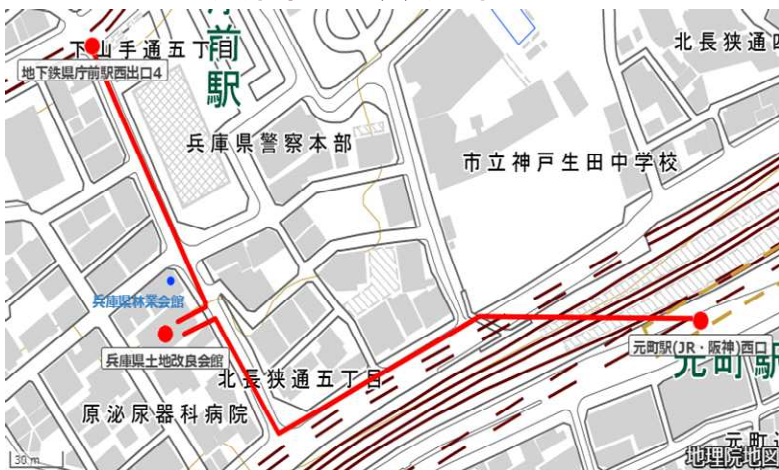 庁前駅
下山手通五丁目
北長狭通四
地下鉄県庁前駅西出口4
兵庫県警察本部
市立神戸生田中学校
兵庫県林業会館
兵庫県土地改良会館
元町駅(JR・阪神)西口
北長狭通五丁目
元町駅
原泌尿器科病院
元町通
30 m
地理院地図